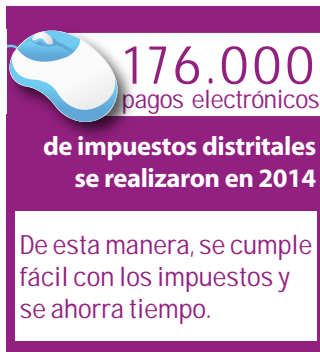 176.000
pagos electrónicos
de impuestos distritales
se realizaron en 2014
De esta manera, se cumple
fácil con los impuestos y
se ahorra tiempo.